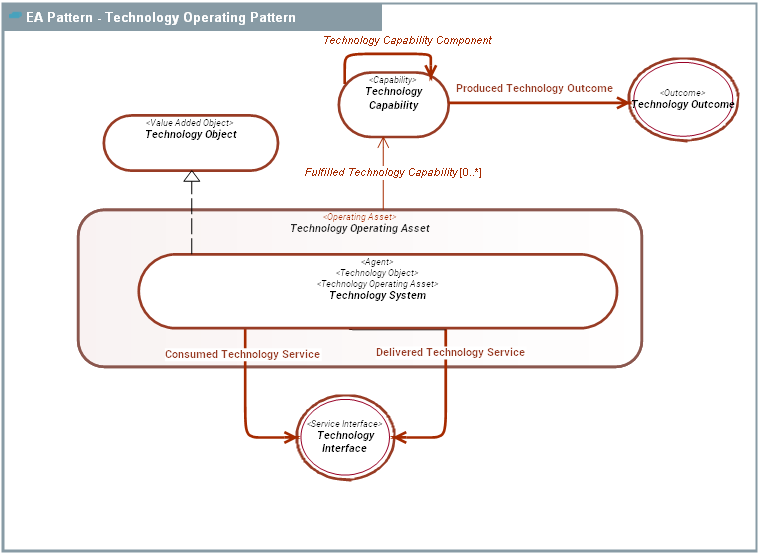 EA Pattern - Technology Operating Pattern
Technology Capability Component
<Capability>
Technology
Capability
Produced Technology Outcome
<Outcome>
Technology Outcome
<Value Added Object>
Technology Object
Fulfilled Technology Capability [0..*]
<Operating Asset>
Technology Operating Asset
<Agent>
<Technology Object>
<Technology Operating Asset>
Technology System
Consumed Technology Service
Delivered Technology Service
<Service Interface>
Technology
Interface